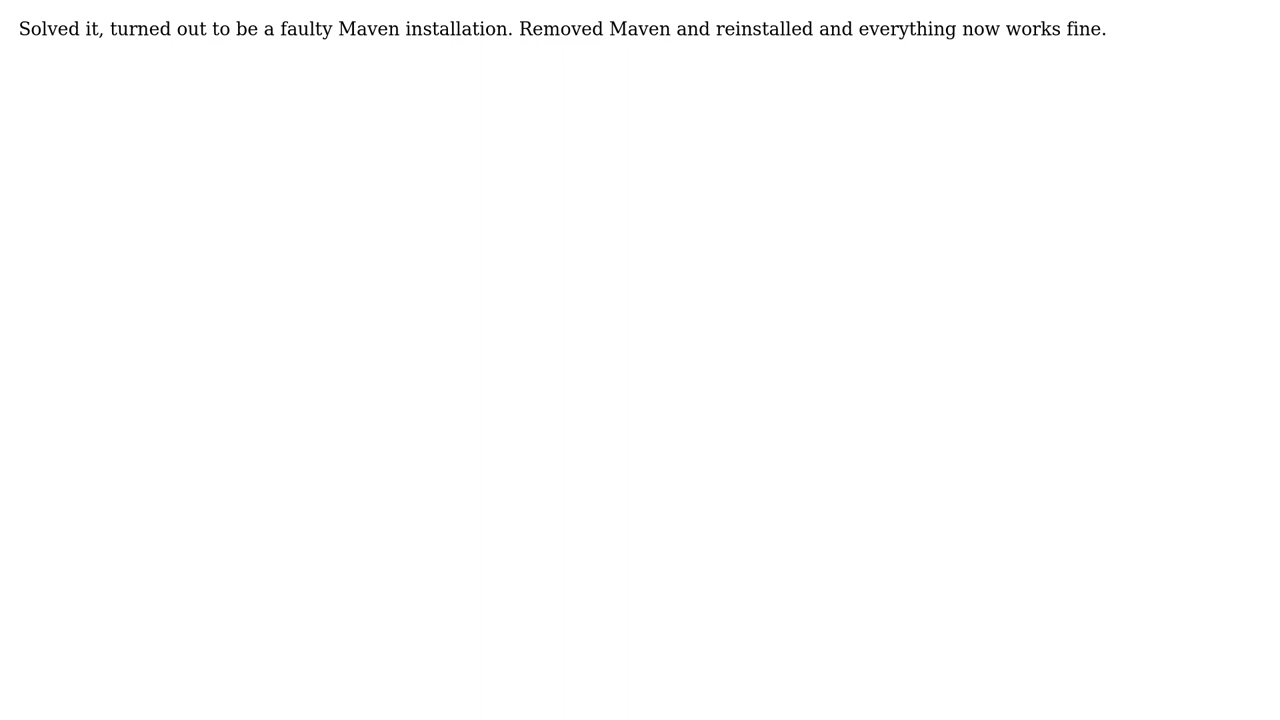 Solved it, turned out to be a faulty Maven installation. Removed Maven and reinstalled and everything now works fine.